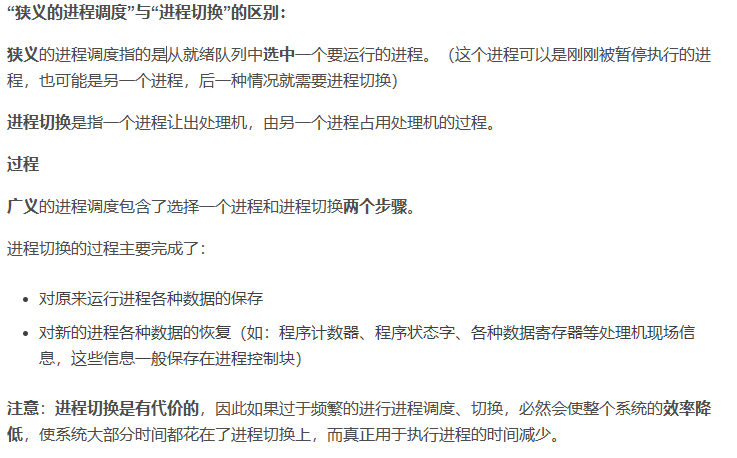 “狭义的进程调度”与“进程切换”的区别：
狭义的进程调度指的是从就绪队列中选中一个要运行的进程。（这个进程可以是刚刚被暂停执行的进
程，也可能是另一个进程，后一种情况就需要进程切换）
进程切换是指一个进程让出处理机，由另一个进程占用处理机的过程。
过程
广义的进程调度包含了选择一个进程和进程切换两个步骤。
进程切换的过程主要完成了：
• 对原来运行进程各种数据的保存
• 对新的进程各种数据的恢复（如：程序计数器、程序状态字、各种数据寄存器等处理机现场信
息，这些信息一般保存在进程控制块）
注意：进程切换是有代价的，因此如果过于频繁的进行进程调度、切换，必然会使整个系统的效率降
低，使系统大部分时间都花在了进程切换上，而真正用于执行进程的时间减少。